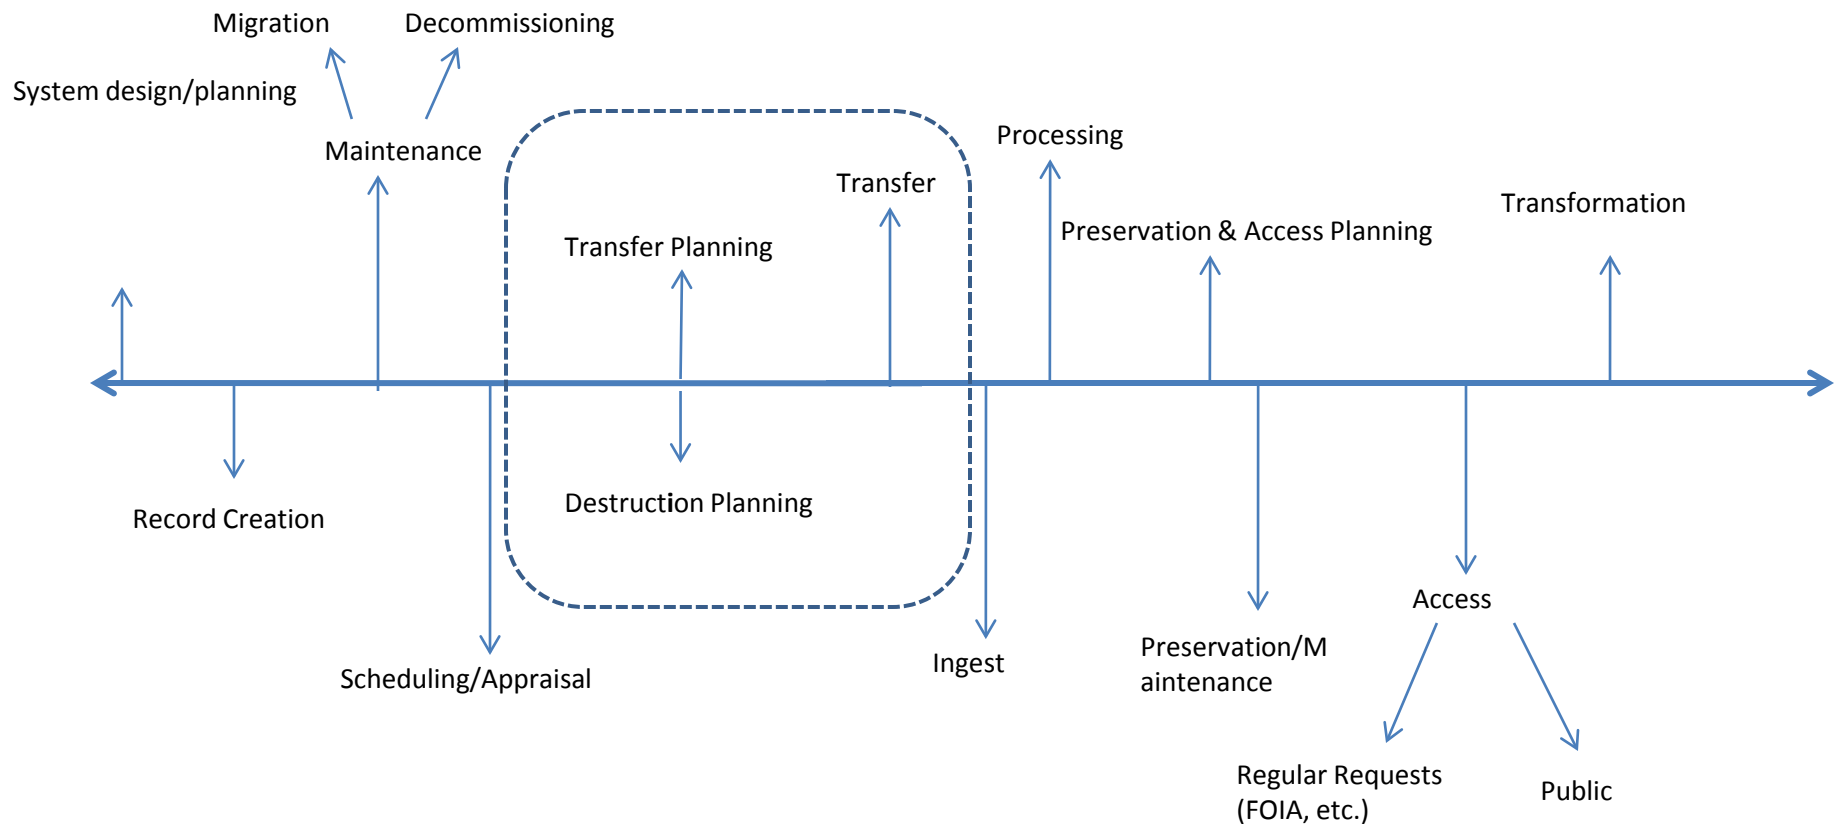 Migration
Decommissioning
System design/planning
Maintenance
Processing
Transfer
Transformation
Preservation & Access Planning
Transfer Planning
Destruction Planning
Record Creation
Access
Ingest
Preservation/M
aintenance
Scheduling/Appraisal
Regular Requests
(FOIA, etc.)
Public